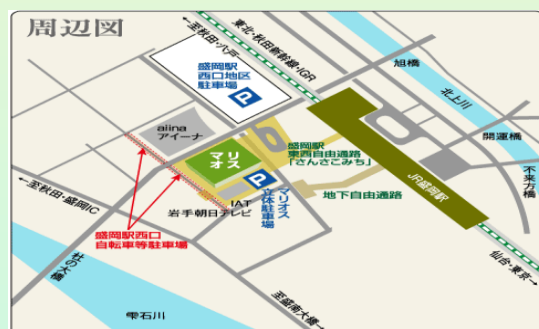 周辺図
←至秋田・八戸
東北・秋田新幹線・IGR
旭橋
盛岡駅
西口地区
駐車場
P
北上川
開運橋
不来方橋
aiina
アイーナ
マリオス
盛岡駅
東西自由通路
「さんさこみち」
JR盛岡駅
P
マリオス
立体駐車場
地下自由通路
IAT
岩手朝日テレビ
←至秋田・盛岡IC
盛岡駅西口
自転車等駐車場
杜の大橋
仙台・東京→
至盛南大橋→
雫石川